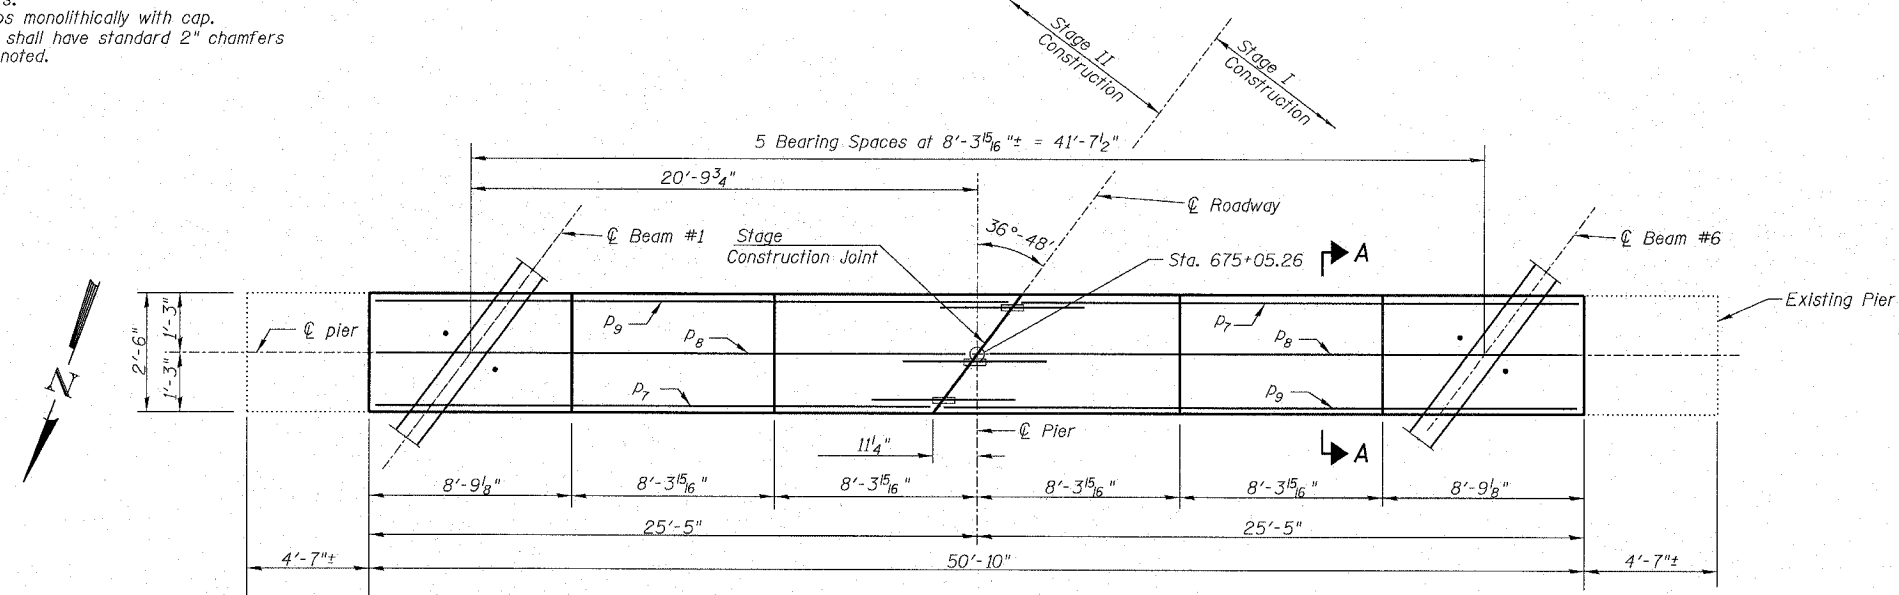 s.
os monolithically with cap.
shall have standard 2" chamfers
noted.
Stage II
Construction
Stage I
Construction
5 Bearing Spaces at 8'-3 15/16"± = 41'-7 1/2"
20'-9 3/4"
℄ Roadway
36°-48'
℄ Beam #1
Stage
Construction Joint
Sta. 675+05.26
A
℄ Beam #6
Existing Pier
2'-6"
1'-3"
1'-3"
℄ pier
p9
p8
p7
p7
p8
p9
N
11 1/4"
℄ Pier
A
8'-9 1/8"
8'-3 15/16"
8'-3 15/16"
8'-3 15/16"
8'-3 15/16"
8'-9 1/8"
25'-5"
25'-5"
4'-7"±
50'-10"
4'-7"±